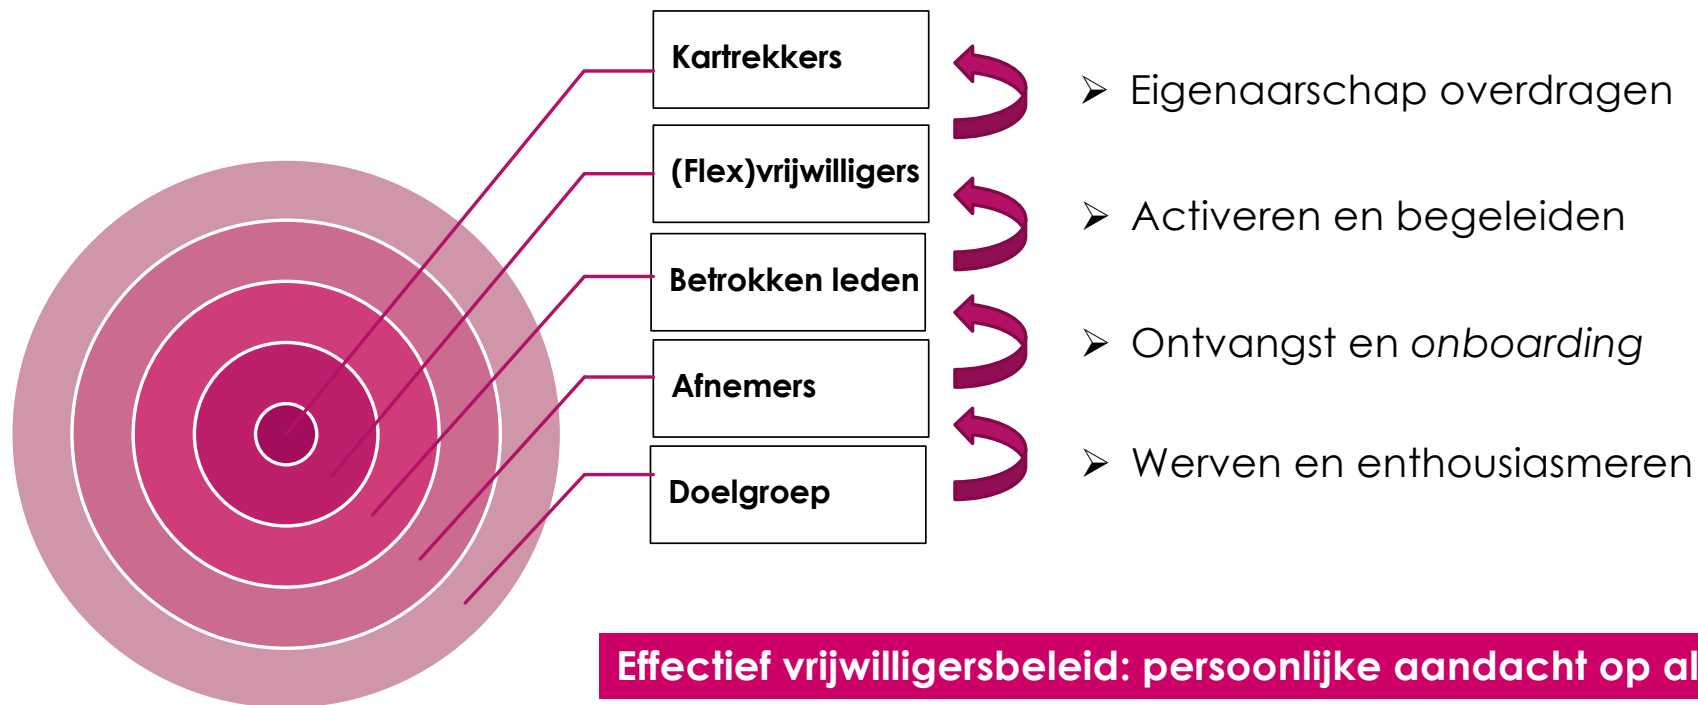 Kartrekkers
➢ Eigenaarschap overdragen
(Flex)vrijwilligers
➢ Activeren en begeleiden
Betrokken leden
➢ Ontvangst en onboarding
Afnemers
➢ Werven en enthousiasmeren
Doelgroep
Effectief vrijwilligersbeleid: persoonlijke aandacht op al